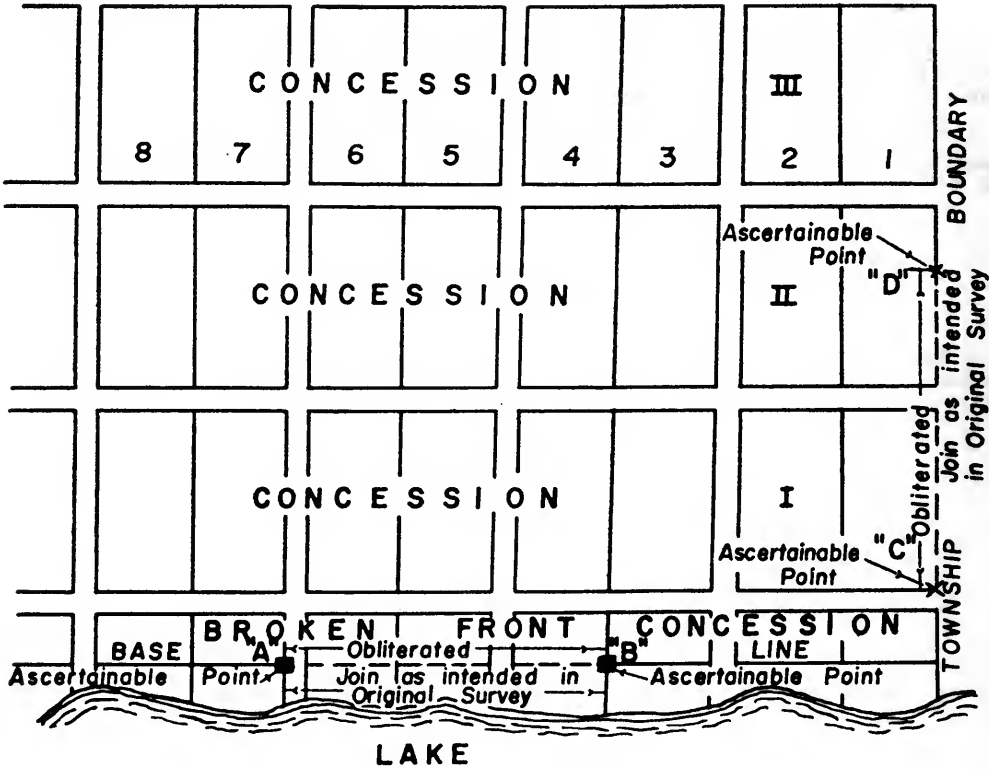 CONCESSION III
8 7 6 5 4 3 2 1
BOUNDARY
Ascertainable
Point
"D"
CONCESSION II
Join as intended
in Original Survey
Obliterated
CONCESSION I
"C"
Ascertainable
Point
TOWNSHIP
BROKEN FRONT CONCESSION
BASE "A" Obliterated "B" LINE
Ascertainable Point Join as intended in Ascertainable Point
Original Survey
LAKE